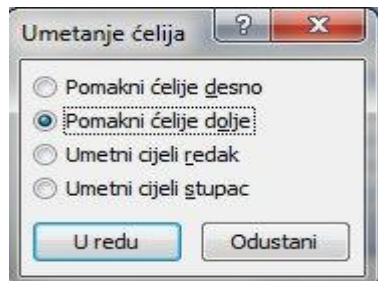 Umetanje ćelija
Pomakni ćelije desno
Pomakni ćelije dolje
Umetni cijeli redak
Umetni cijeli stupac
U redu Odustani